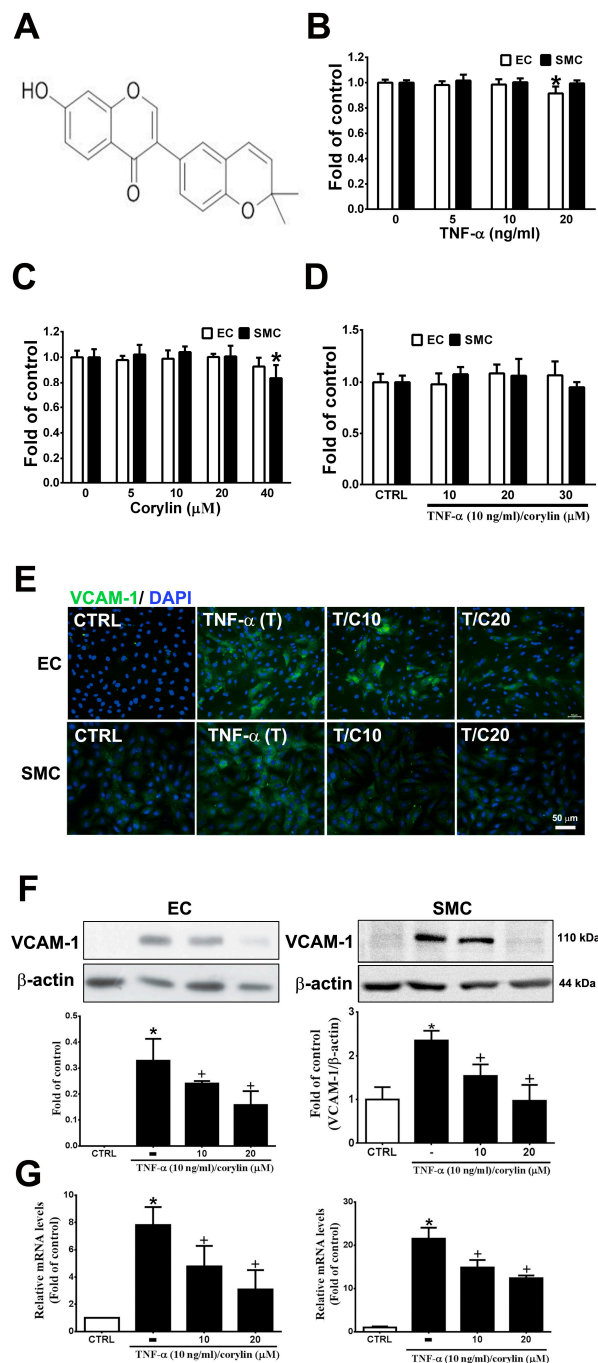 A
HO
O
O
O
B
EC SMC
Fold of control
1.2
1.0
0.8
0.6
0.4
0.2
0.0
*
0 5 10 20
TNF-α (ng/ml)
C
EC SMC
Fold of control
1.2
1.0
0.8
0.6
0.4
0.2
0.0
*
0 5 10 20 40
Corylin (μM)
D
EC SMC
Fold of control
1.5
1.0
0.5
0.0
CTRL 10 20 30
TNF-α (10 ng/ml)/corylin (μM)
E
VCAM-1/ DAPI
EC
CTRL TNF-α (T) T/C10 T/C20
SMC
CTRL TNF-α (T) T/C10 T/C20
50 μm
F
EC
VCAM-1
β-actin
Fold of control
0.5
0.4
0.3
0.2
0.1
0.0
* + +
CTRL - 10 20
TNF-α (10 ng/ml)/corylin (μM)
SMC
VCAM-1 110 kDa
β-actin 44 kDa
Fold of control
(VCAM-1/β-actin)
3
2
1
0
* + +
CTRL - 10 20
TNF-α (10 ng/ml)/corylin (μM)
G
Relative mRNA levels
(Fold of control)
10
8
6
4
2
0
* + +
CTRL - 10 20
TNF-α (10 ng/ml)/corylin (μM)
Relative mRNA levels
(Fold of control)
30
20
10
0
* + +
CTRL - 10 20
TNF-α (10 ng/ml)/corylin (μM)